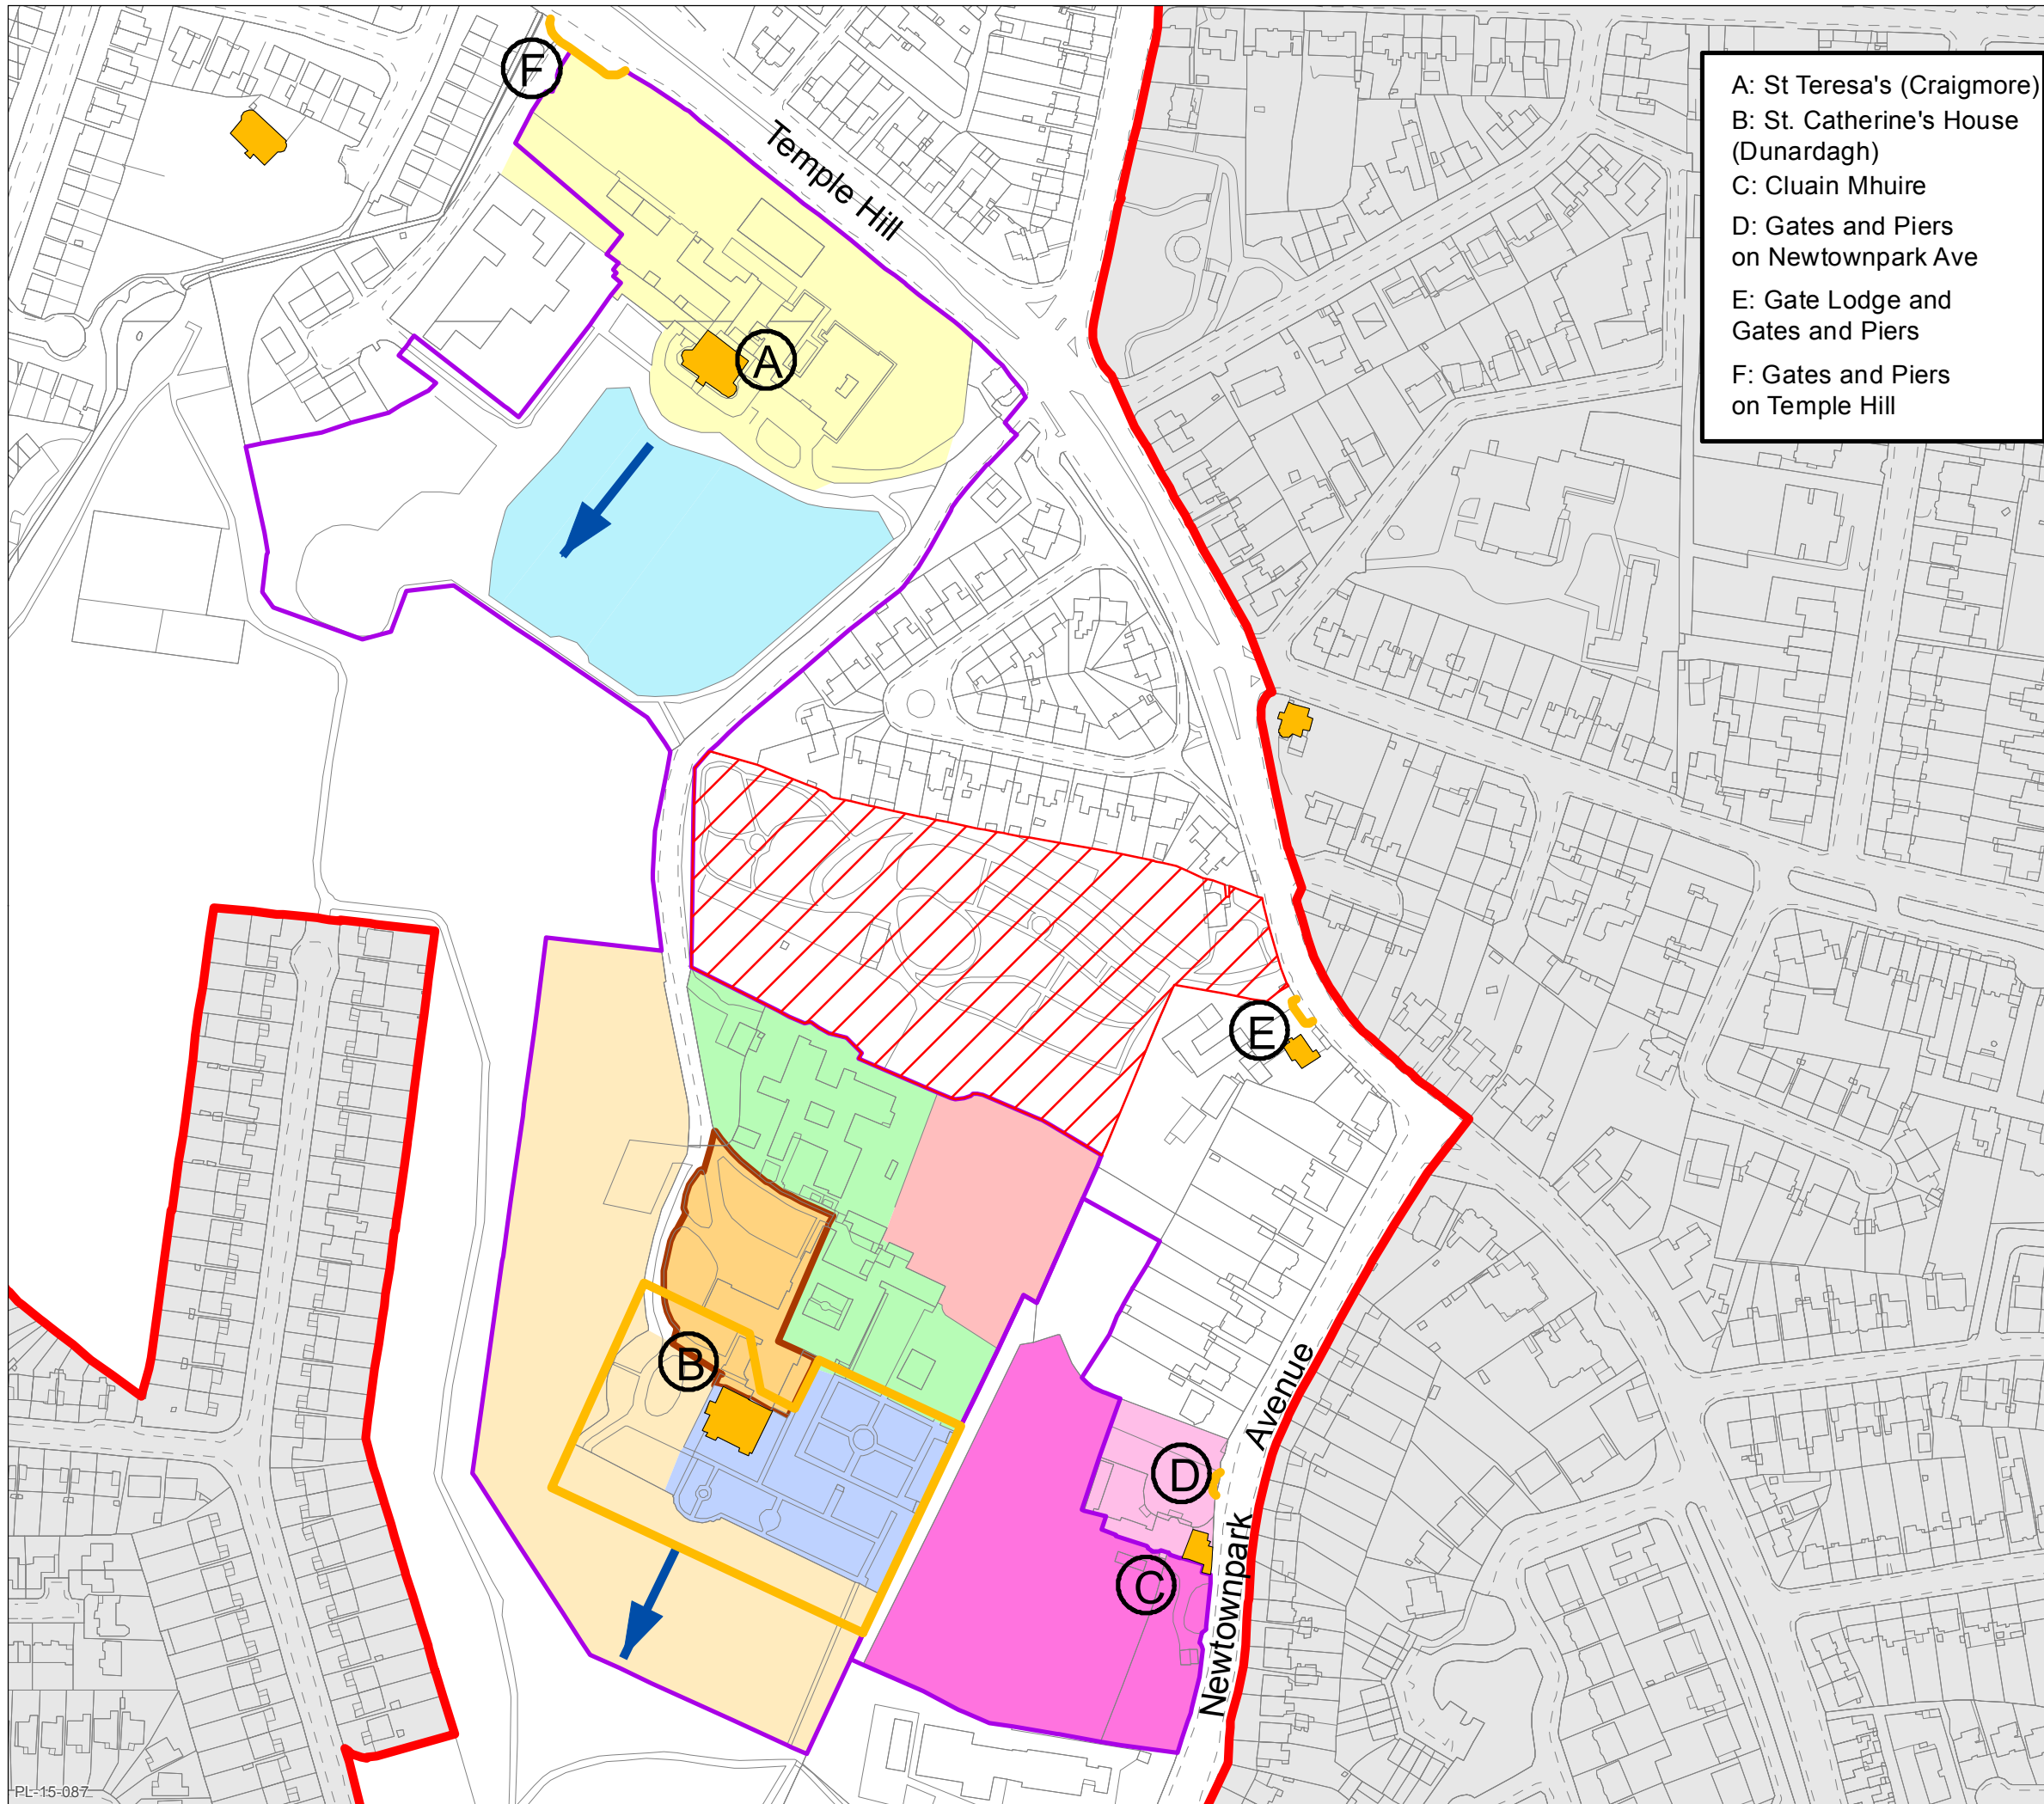 F
Temple Hill
A
A: St Teresa's (Craigmore)
B: St. Catherine's House
(Dunardagh)
C: Cluain Mhuire
D: Gates and Piers
on Newtownpark Ave
E: Gate Lodge and
Gates and Piers
F: Gates and Piers
on Temple Hill
E
B
D
C
Newtownpark Avenue
PL-15-087